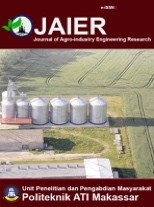 e-ISSN:
JAIER
Journal of Agro-industry Engineering Research
Unit Penelitian dan Pengabdian Masyarakat
Politeknik ATI Makassar